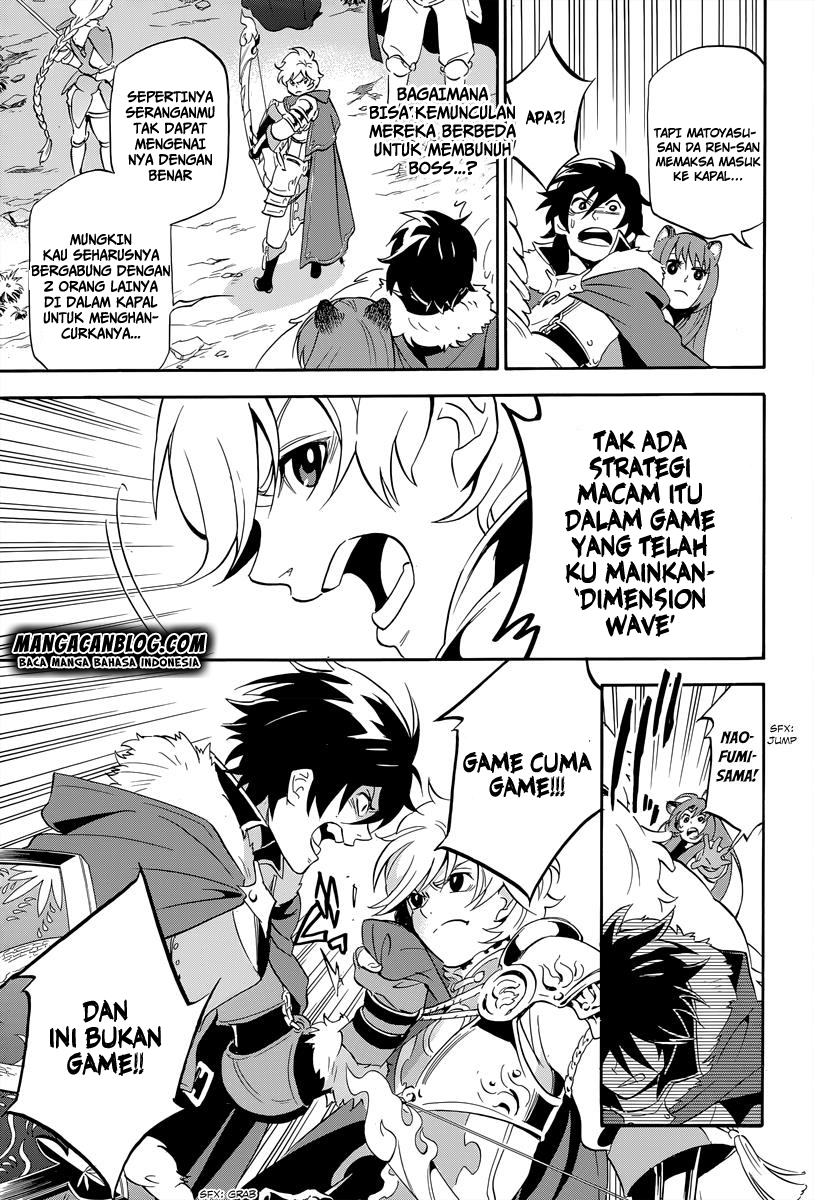 TAPI MATOYASU-
SAN DA REN-SAN
MEMAKSA MASUK
KE KAPAL...
APA?!
BAGAIMANA
BISA KEMUNCULAN
MEREKA BERBEDA
UNTUK MEMBUNUH
BOSS...?
SEPERTINYA
SERANGANMU
TAK DAPAT
MENGENAI
NYA DENGAN
BENAR
MUNGKIN
KAU SEHARUSNYA
BERGABUNG DENGAN
2 ORANG LAINYA
DI DALAM KAPAL
UNTUK MENGHAN-
CURKANYA...
TAK ADA
STRATEGI
MACAM ITU
DALAM GAME
YANG TELAH
KU MAINKAN-
'DIMENSION
WAVE'
MANGACANBLOG.COM
BACA MANGA BAHASA INDONESIA
SFX:
JUMP
NAO-
FUMI-
SAMA!
GAME CUMA
GAME!!!
DAN
INI BUKAN
GAME!!
SFX: GRAB